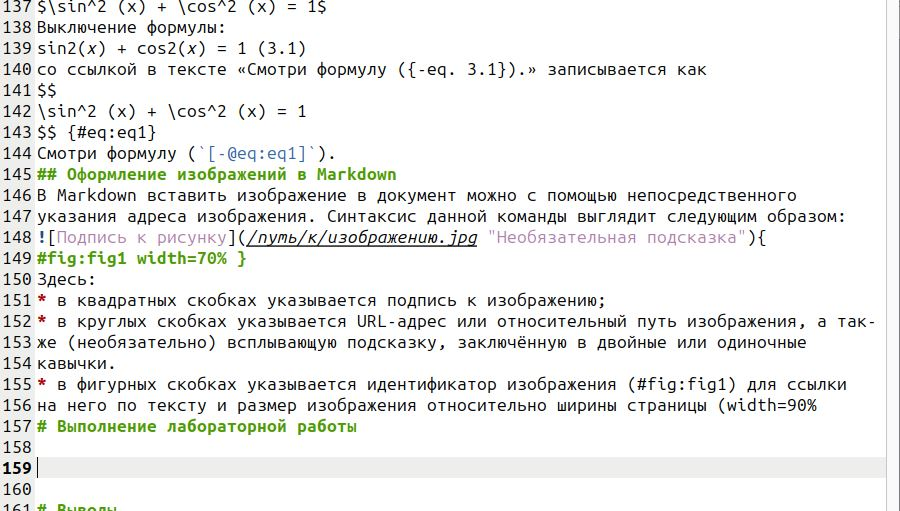 137 $\sin^2 (x) + \cos^2 (x) = 1$
138 Выключение формулы:
139 sin2(𝑥) + cos2(𝑥) = 1 (3.1)
140 со ссылкой в тексте «Смотри формулу ({-eq. 3.1}).» записывается как
141 $$
142 \sin^2 (x) + \cos^2 (x) = 1
143 $$ {#eq:eq1}
144 Смотри формулу (`[-@eq:eq1]`).
145 ## Оформление изображений в Markdown
146 В Markdown вставить изображение в документ можно с помощью непосредственного
147 указания адреса изображения. Синтаксис данной команды выглядит следующим образом:
148 ![Подпись к рисунку](/путь/к/изображению.jpg "Необязательная подсказка"){
149 #fig:fig1 width=70% }
150 Здесь:
151 * в квадратных скобках указывается подпись к изображению;
152 * в круглых скобках указывается URL-адрес или относительный путь изображения, а так-
153 же (необязательно) всплывающую подсказку, заключённую в двойные или одиночные
154 кавычки.
155 * в фигурных скобках указывается идентификатор изображения (#fig:fig1) для ссылки
156 на него по тексту и размер изображения относительно ширины страницы (width=90%
157 # Выполнение лабораторной работы
158
159
160
161 # Выводы